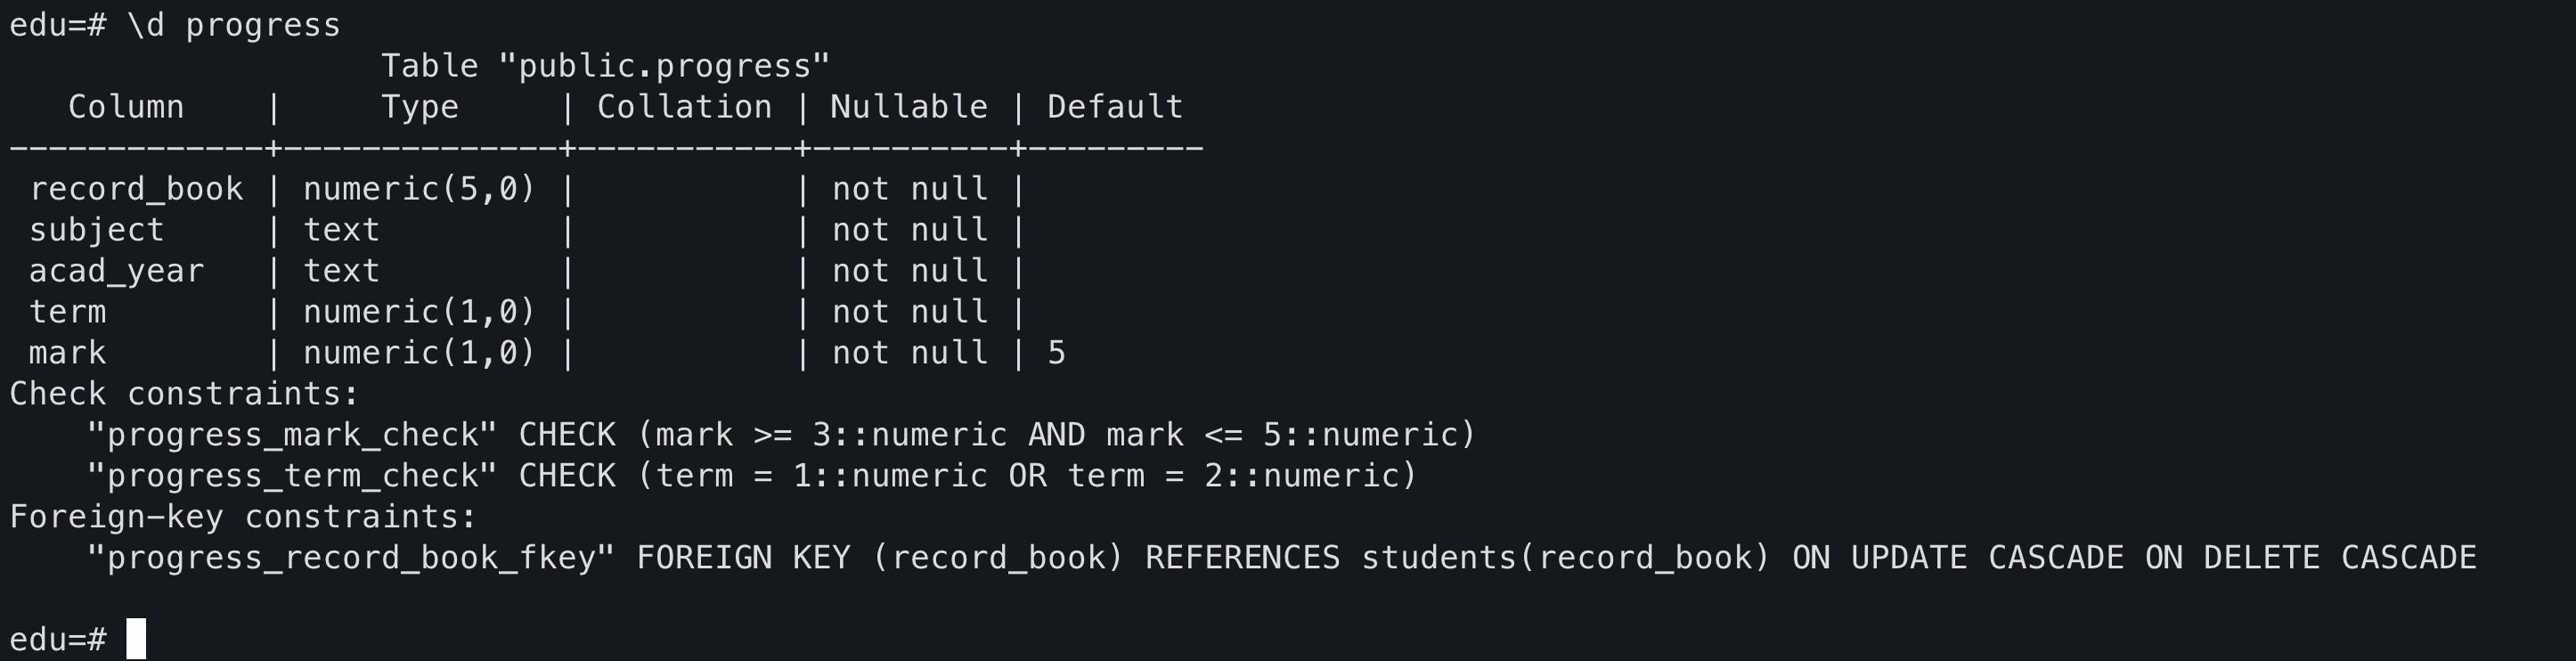 edu=# \d progress
                   Table "public.progress"
   Column    |     Type     | Collation | Nullable | Default
-------------+--------------+-----------+----------+---------
 record_book | numeric(5,0) |           | not null |
 subject     | text         |           | not null |
 acad_year   | text         |           | not null |
 term        | numeric(1,0) |           | not null |
 mark        | numeric(1,0) |           | not null | 5
Check constraints:
    "progress_mark_check" CHECK (mark >= 3::numeric AND mark <= 5::numeric)
    "progress_term_check" CHECK (term = 1::numeric OR term = 2::numeric)
Foreign-key constraints:
    "progress_record_book_fkey" FOREIGN KEY (record_book) REFERENCES students(record_book) ON UPDATE CASCADE ON DELETE CASCADE

edu=#